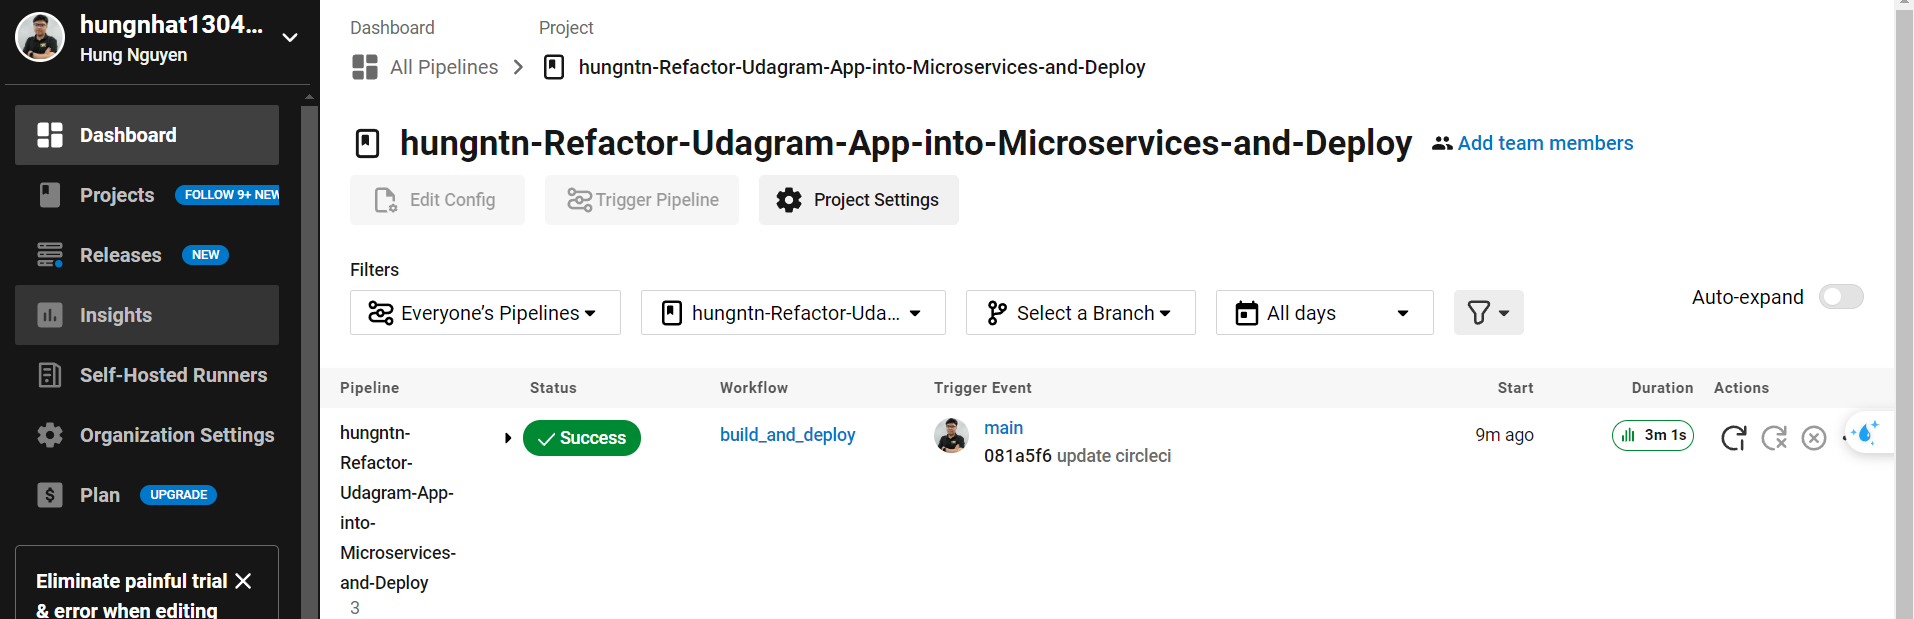 hungnhat1304...
Hung Nguyen
Dashboard
Projects
FOLLOW 9+ NEW
Releases
NEW
Insights
Self-Hosted Runners
Organization Settings
Plan
UPGRADE
Eliminate painful trial
& error when editing
Dashboard
Project
All Pipelines
hungntn-Refactor-Udagram-App-into-Microservices-and-Deploy
hungntn-Refactor-Udagram-App-into-Microservices-and-Deploy
Add team members
Edit Config
Trigger Pipeline
Project Settings
Filters
Everyone’s Pipelines
hungntn-Refactor-Uda...
Select a Branch
All days
Auto-expand
Pipeline
Status
Workflow
Trigger Event
Start
Duration
Actions
hungntn-
Refactor-
Udagram-App-
into-
Microservices-
and-Deploy
3
Success
build_and_deploy
main
081a5f6 update circleci
9m ago
3m 1s